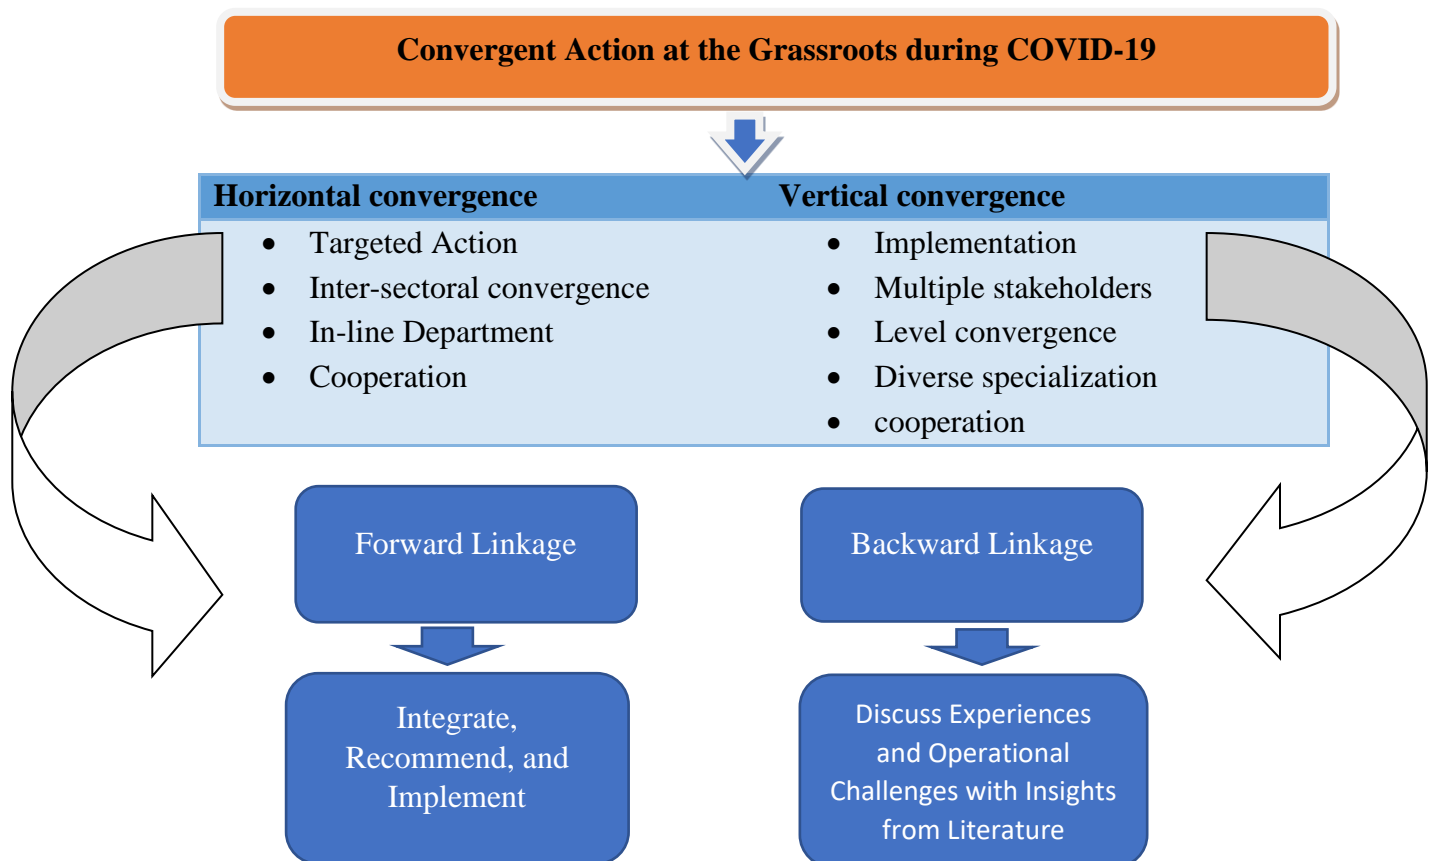 Convergent Action at the Grassroots during COVID-19
Horizontal convergence
• Targeted Action
• Inter-sectoral convergence
• In-line Department
• Cooperation
Vertical convergence
• Implementation
• Multiple stakeholders
• Level convergence
• Diverse specialization
• cooperation
Forward Linkage
Integrate,
Recommend, and
Implement
Backward Linkage
Discuss Experiences
and Operational
Challenges with Insights
from Literature